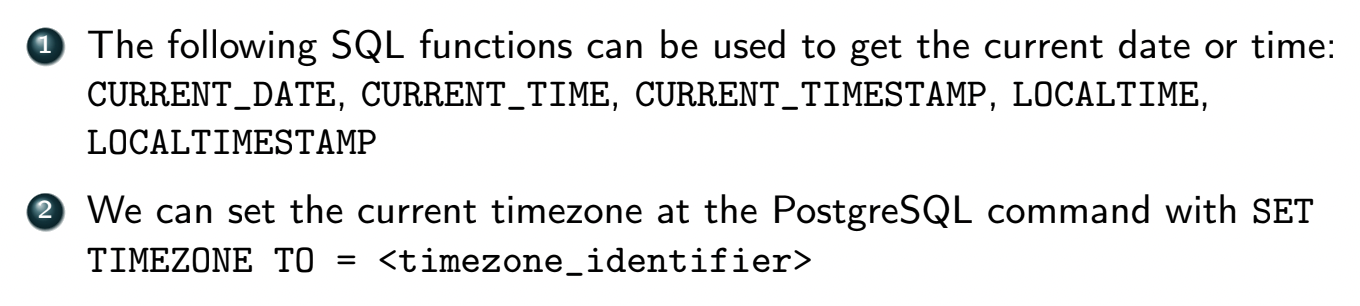 1 The following SQL functions can be used to get the current date or time:
CURRENT_DATE, CURRENT_TIME, CURRENT_TIMESTAMP, LOCALTIME,
LOCALTIMESTAMP
2 We can set the current timezone at the PostgreSQL command with SET
TIMEZONE TO = <timezone_identifier>